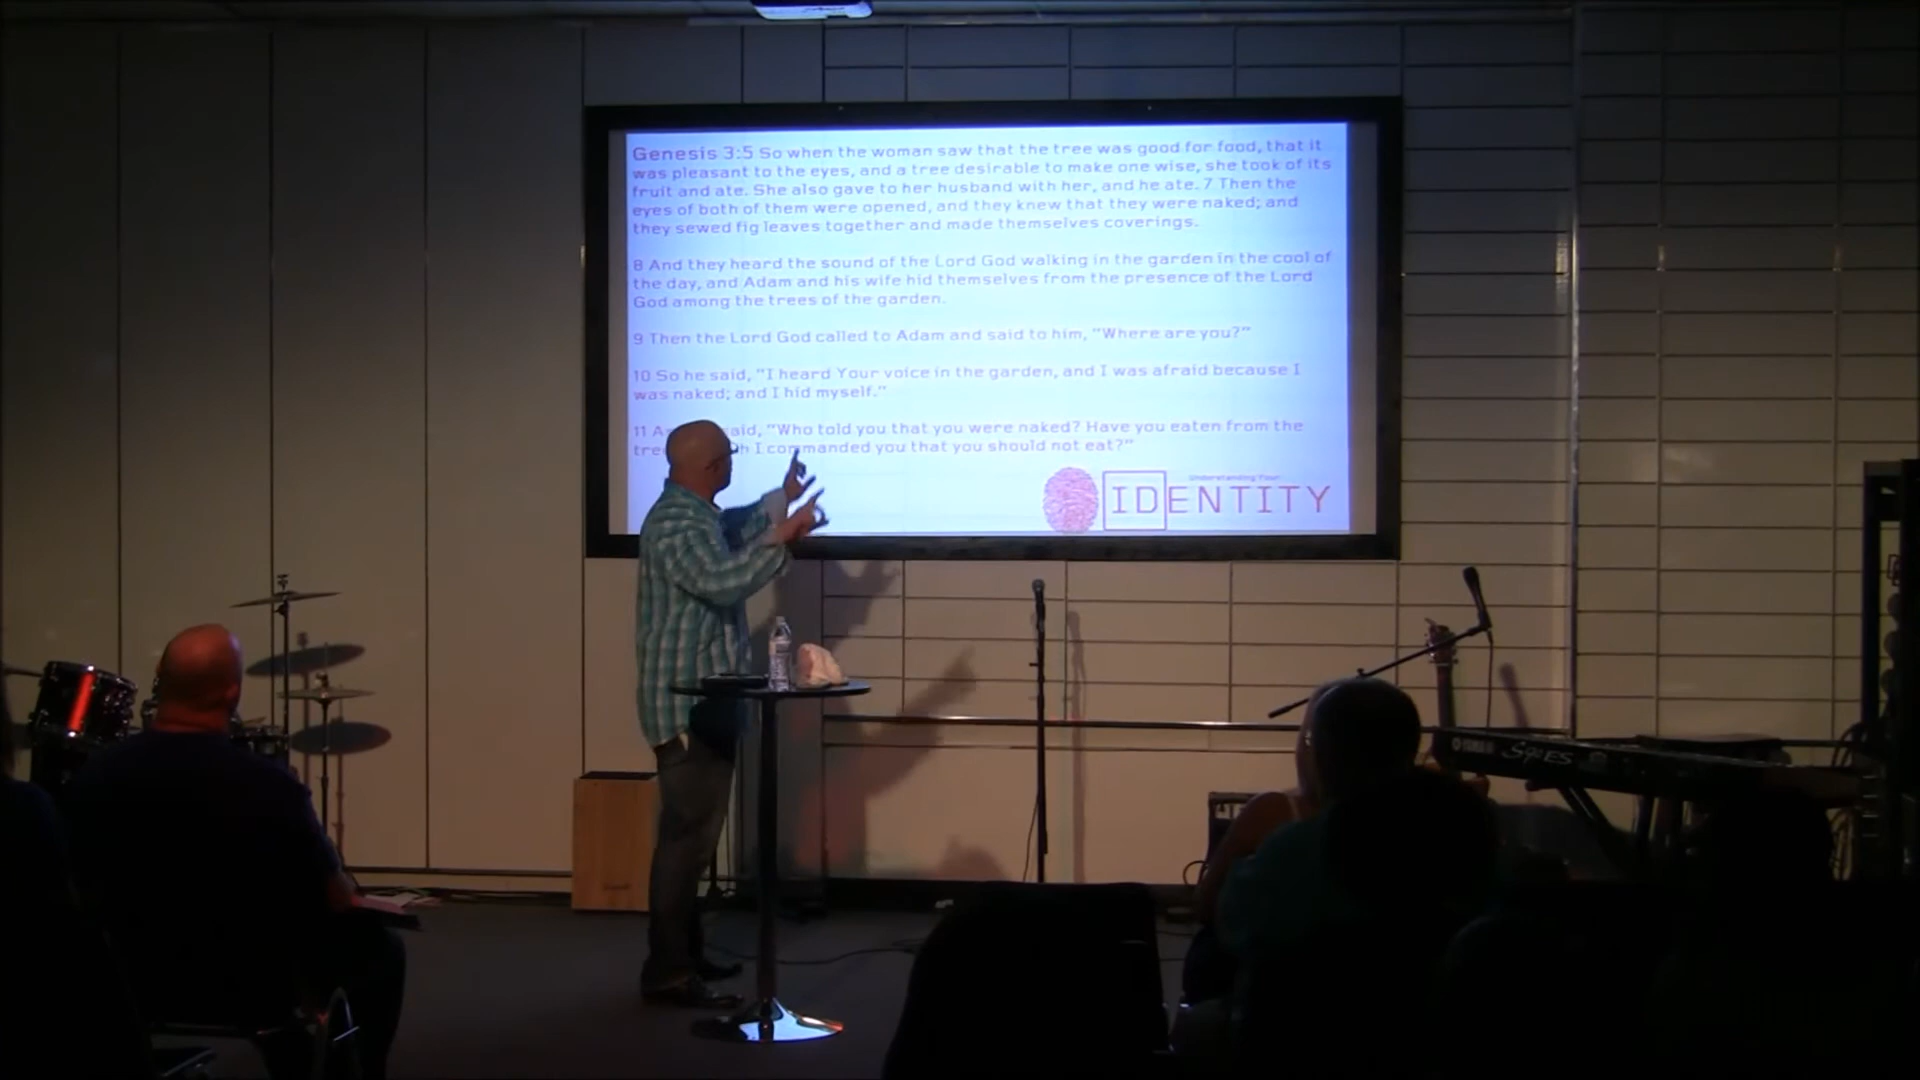 Genesis 3:5 So when the woman saw that the tree was good for food, that it
was pleasant to the eyes, and a tree desirable to make one wise, she took of its
fruit and ate. She also gave to her husband with her, and he ate. 7 Then the
eyes of both of them were opened, and they knew that they were naked; and
they sewed fig leaves together and made themselves coverings.
8 And they heard the sound of the Lord God walking in the garden in the cool of
the day, and Adam and his wife hid themselves from the presence of the Lord
God among the trees of the garden.
9 Then the Lord God called to Adam and said to him, "Where are you?"
10 So he said, "I heard Your voice in the garden, and I was afraid because I
was naked; and I hid myself."
11 "Who told you that you were naked? Have you eaten from the
I commanded you that you should not eat?"
Understanding Your
IDENTITY
YAMAHA